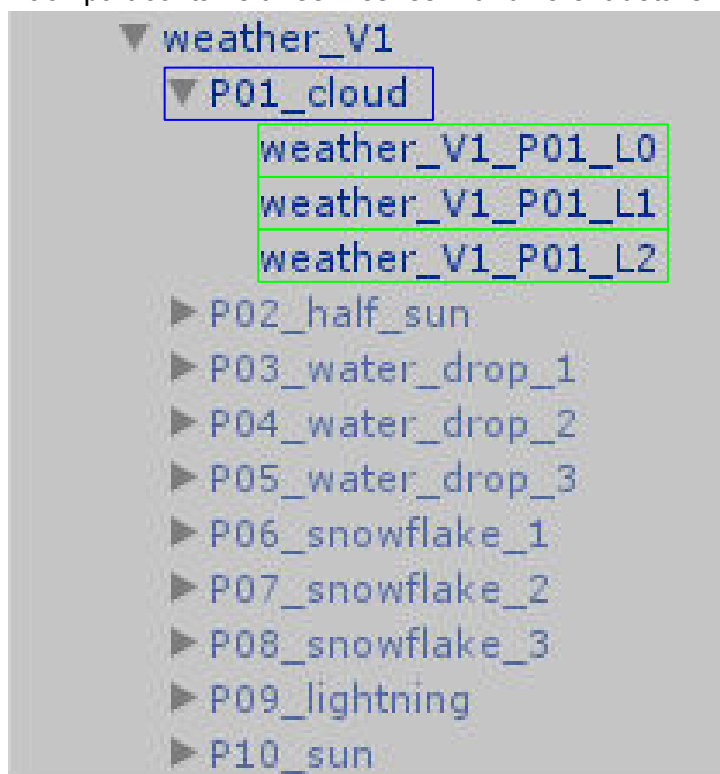 weather_V1
P01_cloud
weather_V1_P01_L0
weather_V1_P01_L1
weather_V1_P01_L2
P02_half_sun
P03_water_drop_1
P04_water_drop_2
P05_water_drop_3
P06_snowflake_1
P07_snowflake_2
P08_snowflake_3
P09_lightning
P10_sun